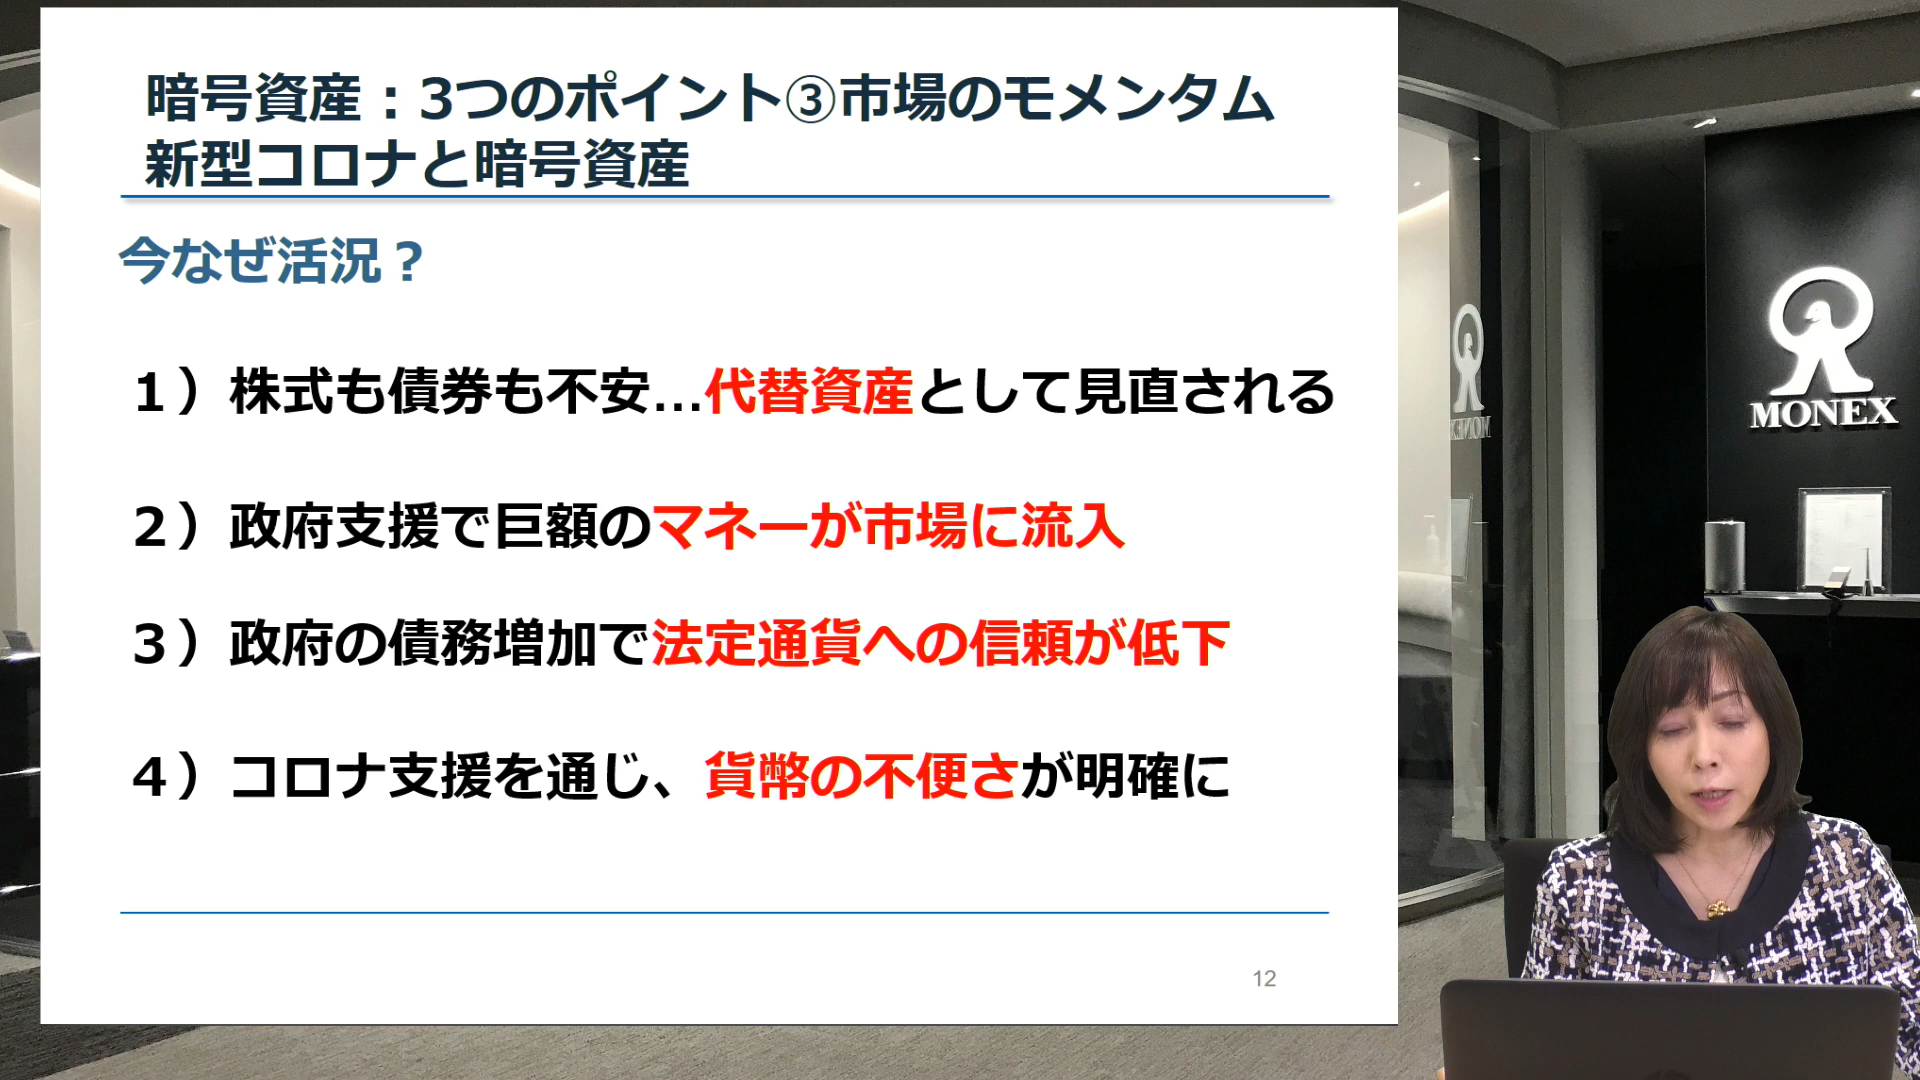 暗号資産：3つのポイント③市場のモメンタム
新型コロナと暗号資産
今なぜ活況？
１）株式も債券も不安…代替資産として見直される
２）政府支援で巨額のマネーが市場に流入
３）政府の債務増加で法定通貨への信頼が低下
４）コロナ支援を通じ、貨幣の不便さが明確に
12
MONEX
MONEX